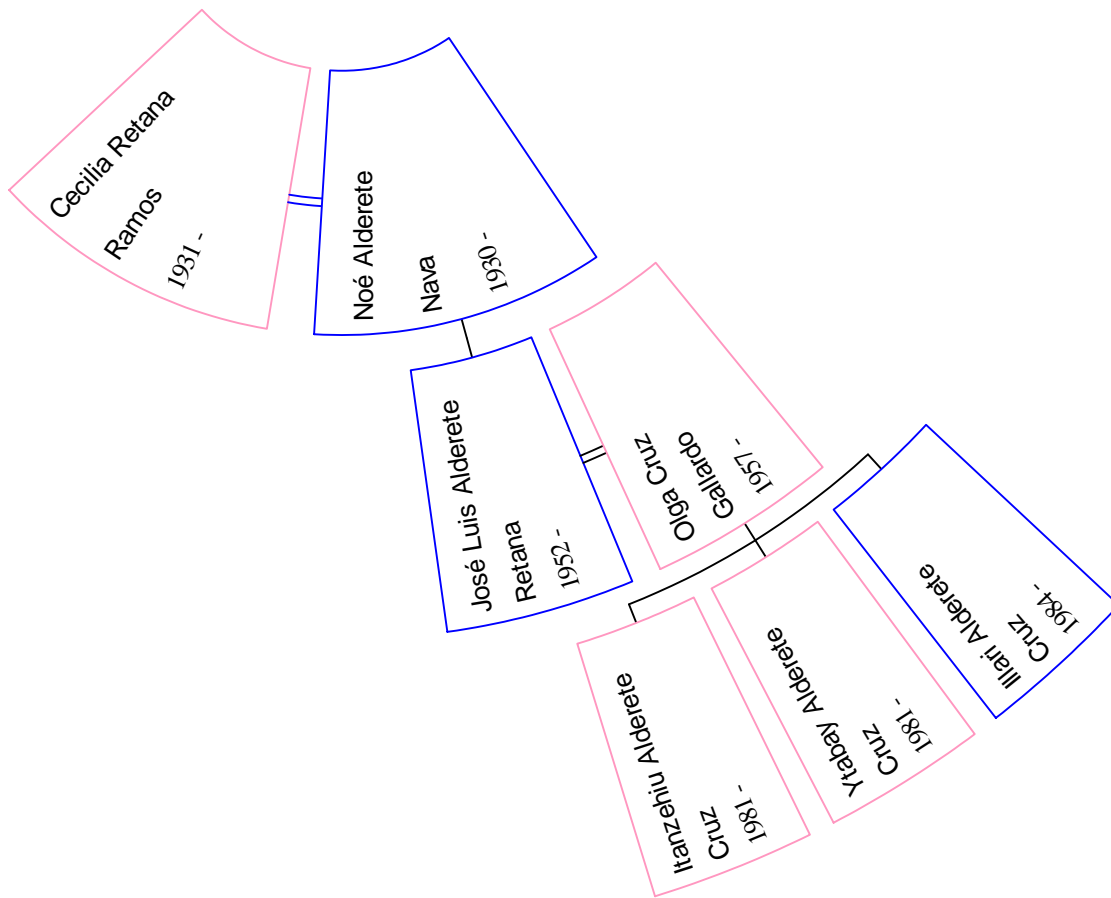 Cecilia Retana
Ramos
1931 -
Noé Alderete
Nava
1930 -
José Luis Alderete
Retana
1952 -
Olga Cruz
Gallardo
1957 -
Itanzehiu Alderete
Cruz
1981 -
Ytabay Alderete
Cruz
1981 -
Illari Alderete
Cruz
1984 -